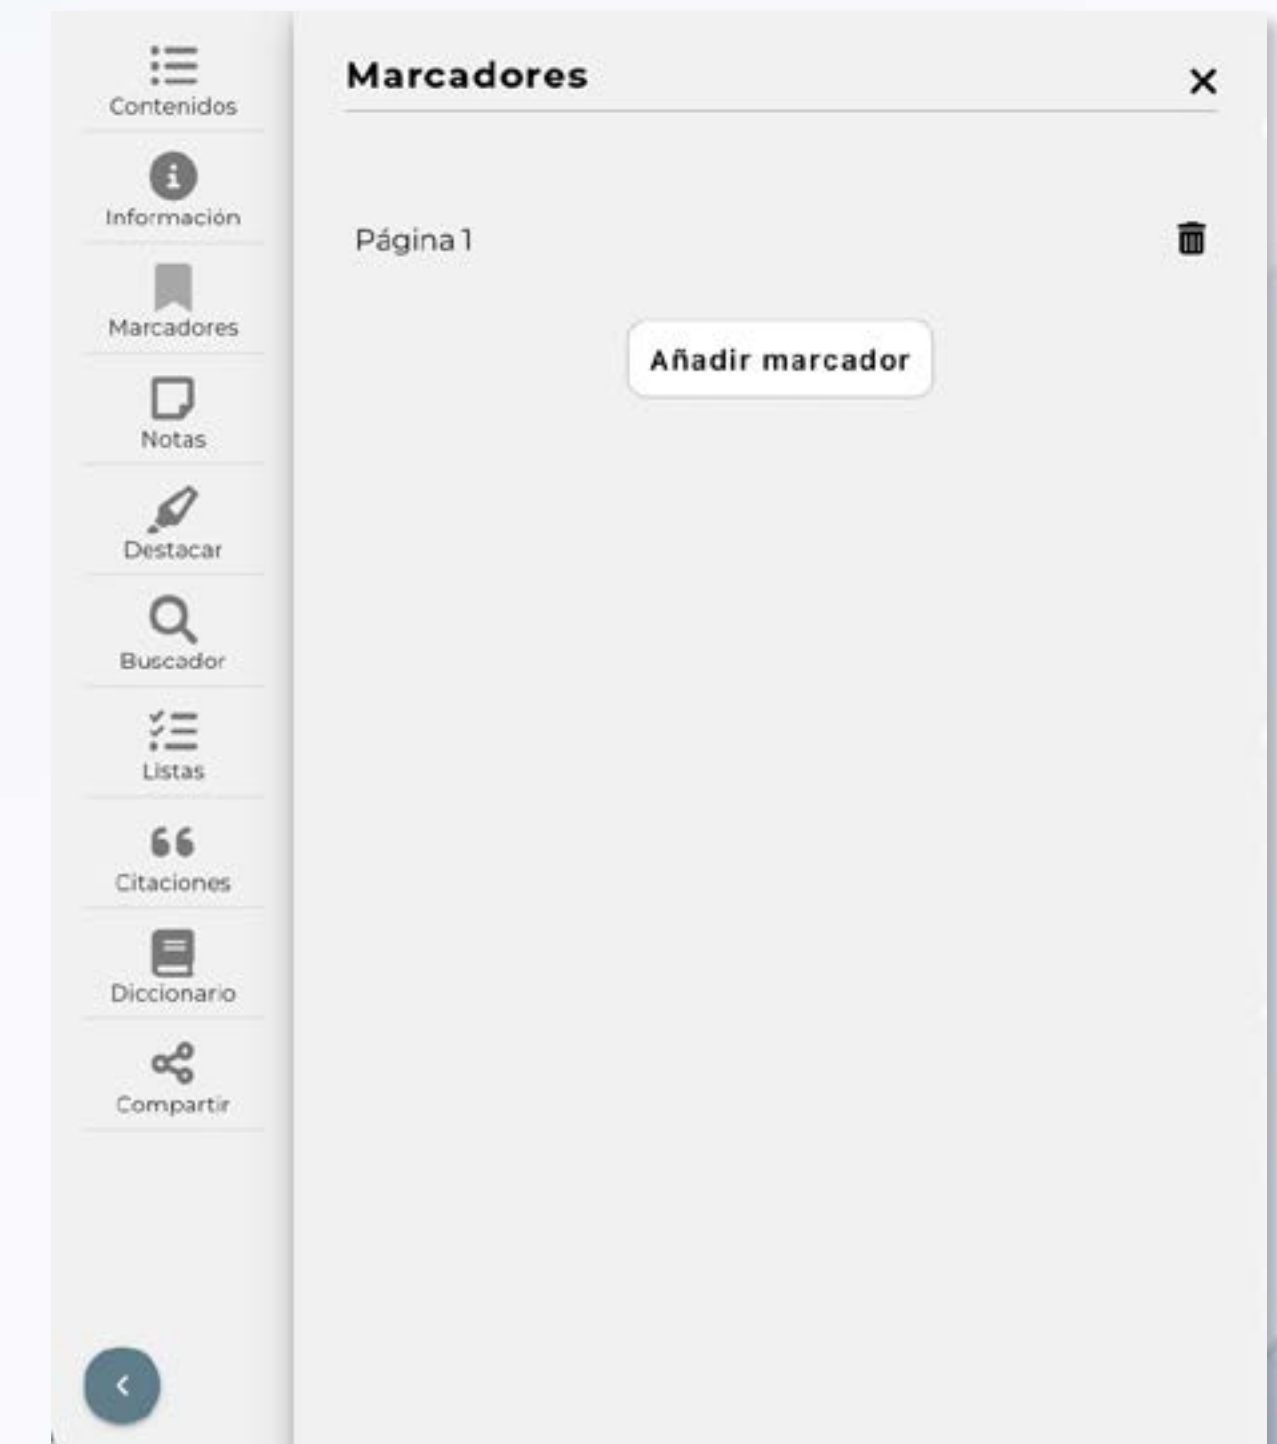 Contenidos
Información
Marcadores
Notas
Destacar
Buscador
Listas
Citaciones
Diccionario
Compartir
Marcadores
Página 1
Añadir marcador